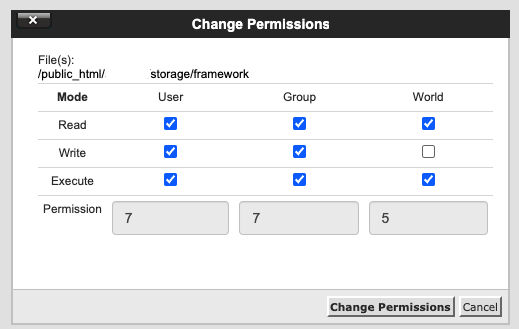 Change Permissions
File(s):
/public_html/ storage/framework
Mode User Group World
Read
Write
Execute
Permission 7 7 5
Change Permissions Cancel